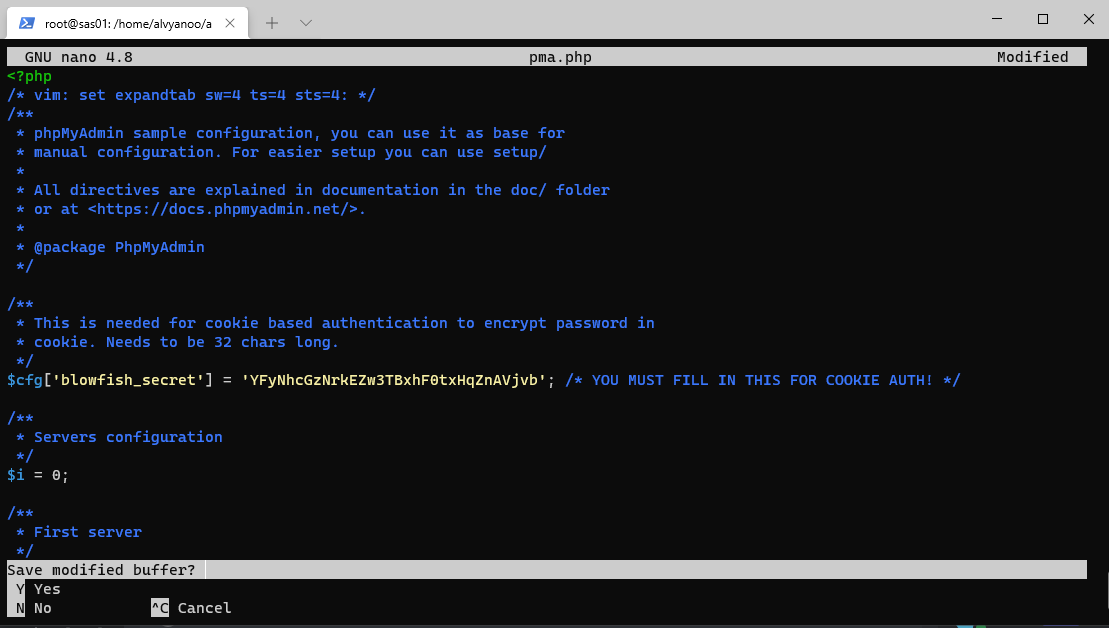 root@sas01: /home/alvyanoo/a
GNU nano 4.8 pma.php Modified
<?php
/* vim: set expandtab sw=4 ts=4 sts=4: */
/**
 * phpMyAdmin sample configuration, you can use it as base for
 * manual configuration. For easier setup you can use setup/
 *
 * All directives are explained in documentation in the doc/ folder
 * or at <https://docs.phpmyadmin.net/>.
 *
 * @package PhpMyAdmin
 */
/**
 * This is needed for cookie based authentication to encrypt password in
 * cookie. Needs to be 32 chars long.
 */
$cfg['blowfish_secret'] = 'YFyNhcGzNrkEZw3TBxhF0txHqZnAVjvb'; /* YOU MUST FILL IN THIS FOR COOKIE AUTH! */
/**
 * Servers configuration
 */
$i = 0;
/**
 * First server
 */
Save modified buffer?
Y Yes
N No ^C Cancel